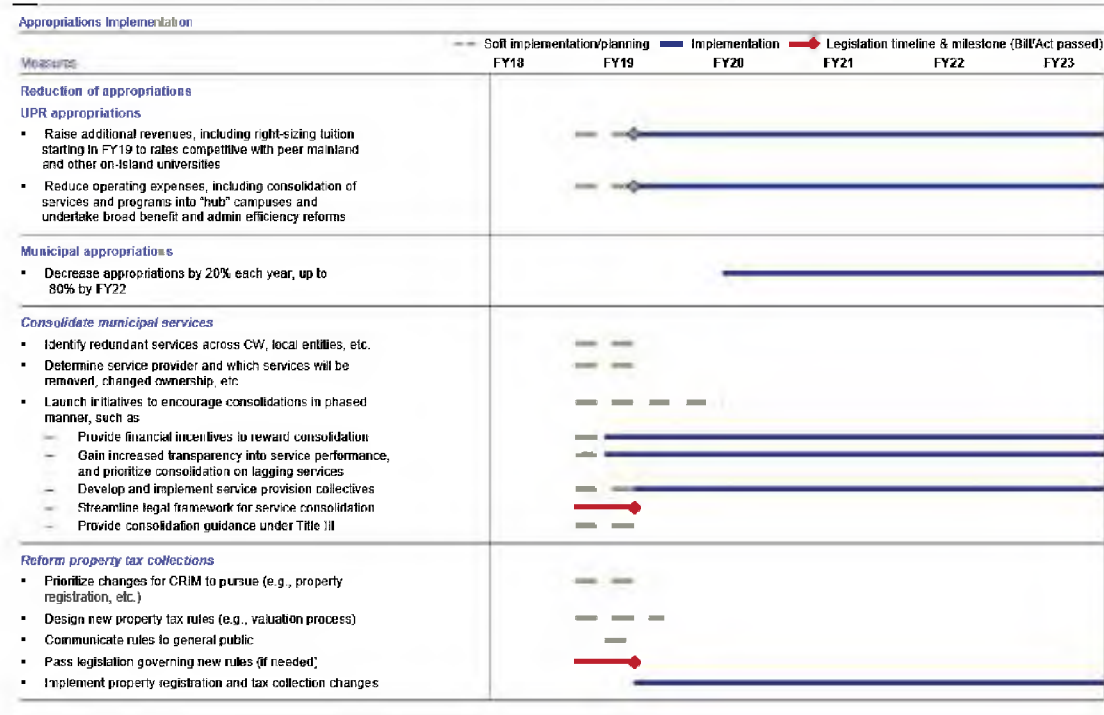 Appropriations Implementation
Soft implementation/planning Implementation Legislation timeline & milestone (Bill/Act passed)
Measures FY18 FY19 FY20 FY21 FY22 FY23
Reduction of appropriations
UPR appropriations
▪ Raise additional revenues, including right-sizing tuition
starting in FY19 to rates competitive with peer mainland
and other on-island universities
▪ Reduce operating expenses, including consolidation of
services and programs into "hub" campuses and
undertake broad benefit and admin efficiency reforms
Municipal appropriations
▪ Decrease appropriations by 20% each year, up to
80% by FY22
Consolidate municipal services
▪ Identify redundant services across CW, local entities, etc.
▪ Determine service provider and which services will be
removed, changed ownership, etc
▪ Launch initiatives to encourage consolidations in phased
manner, such as
– Provide financial incentives to reward consolidation
– Gain increased transparency into service performance,
and prioritize consolidation on lagging services
– Develop and implement service provision collectives
– Streamline legal framework for service consolidation
– Provide consolidation guidance under Title III
Reform property tax collections
▪ Prioritize changes for CRIM to pursue (e.g., property
registration, etc.)
▪ Design new property tax rules (e.g., valuation process)
▪ Communicate rules to general public
▪ Pass legislation governing new rules (if needed)
▪ Implement property registration and tax collection changes